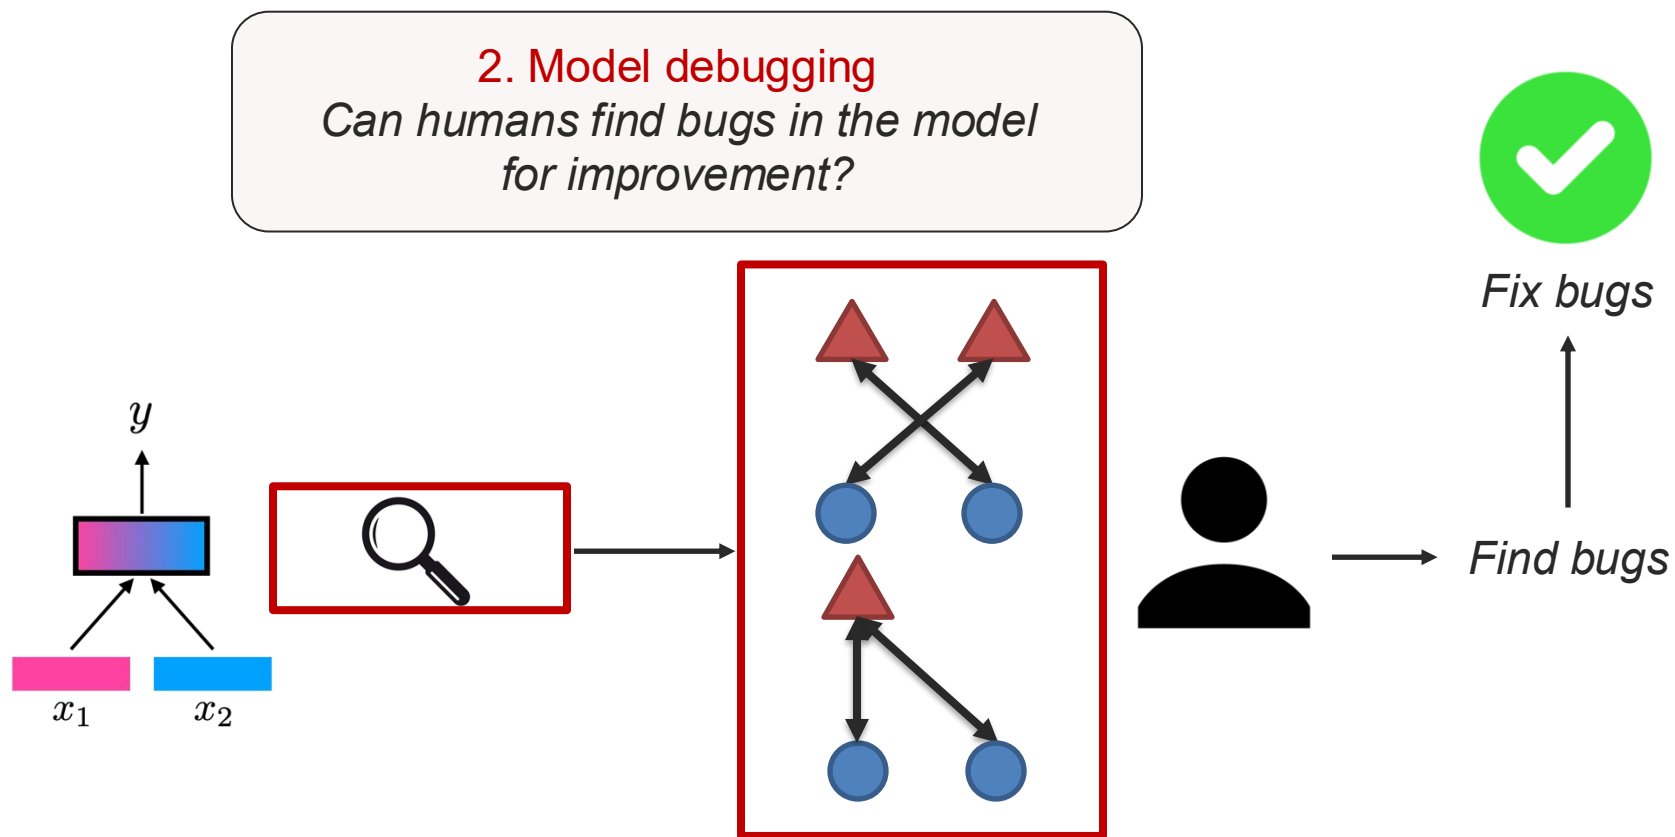 2. Model debugging
Can humans find bugs in the model
for improvement?
Fix bugs
y
Find bugs
x₁
x₂